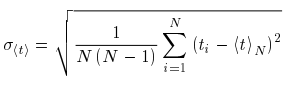 σ⟨t⟩ = √( 1 / (N (N − 1)) ∑_{i=1}^{N} (t_i − ⟨t⟩_N)² )